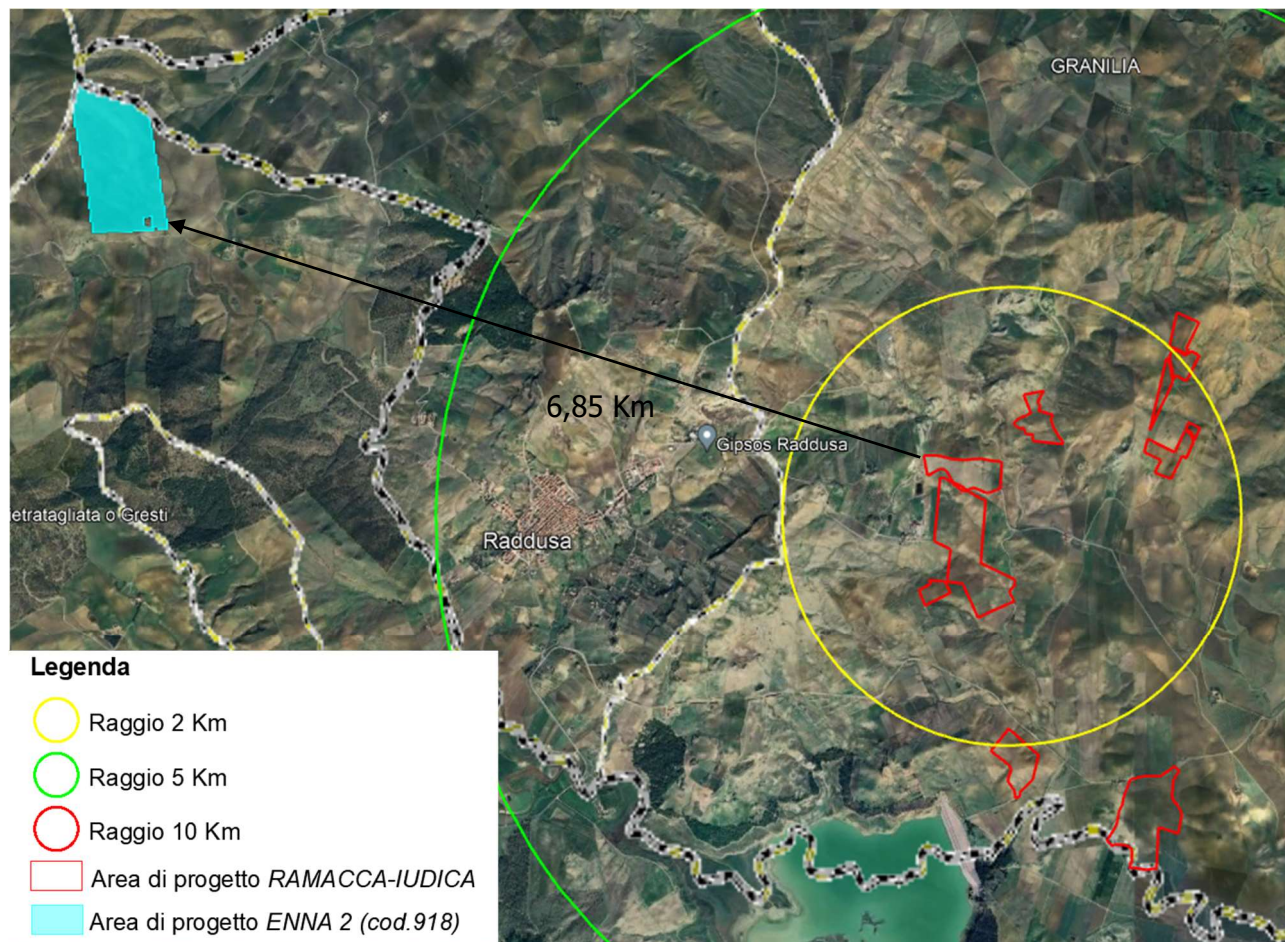 GRANILIA
6,85 Km
Gipsos Raddusa
ietratagliata o Gresti
Raddusa
Legenda
Raggio 2 Km
Raggio 5 Km
Raggio 10 Km
Area di progetto RAMACCA-IUDICA
Area di progetto ENNA 2 (cod.918)